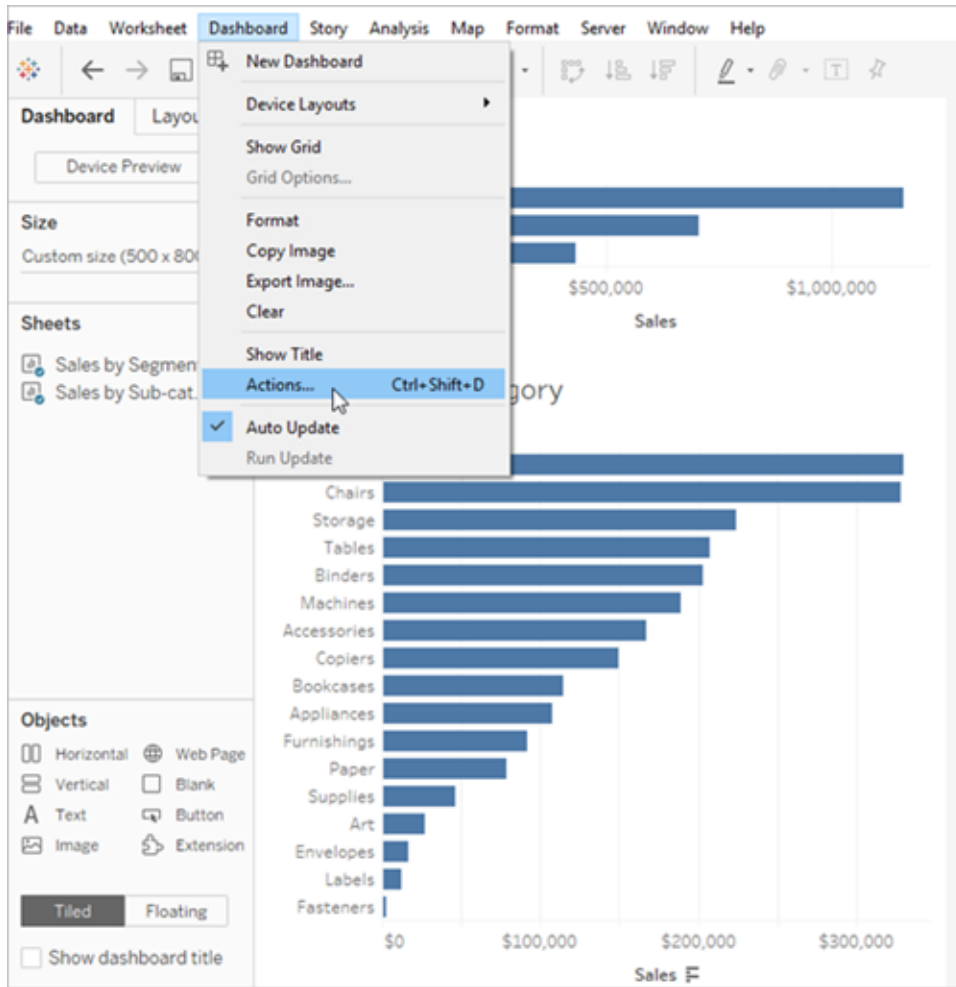 File Data Worksheet Dashboard Story Analysis Map Format Server Window Help
New Dashboard
Device Layouts
Show Grid
Grid Options...
Format
Copy Image
Export Image...
Clear
Show Title
Actions... Ctrl+Shift+D
Auto Update
Run Update
Dashboard Layou
Device Preview
Size
Custom size (500 x 800
Sheets
Sales by Segmen
Sales by Sub-cat.
Objects
Horizontal Web Page
Vertical Blank
A Text Button
Image Extension
Tiled Floating
Show dashboard title
$500,000 $1,000,000
Sales
gory
Chairs
Storage
Tables
Binders
Machines
Accessories
Copiers
Bookcases
Appliances
Furnishings
Paper
Supplies
Art
Envelopes
Labels
Fasteners
$0 $100,000 $200,000 $300,000
Sales